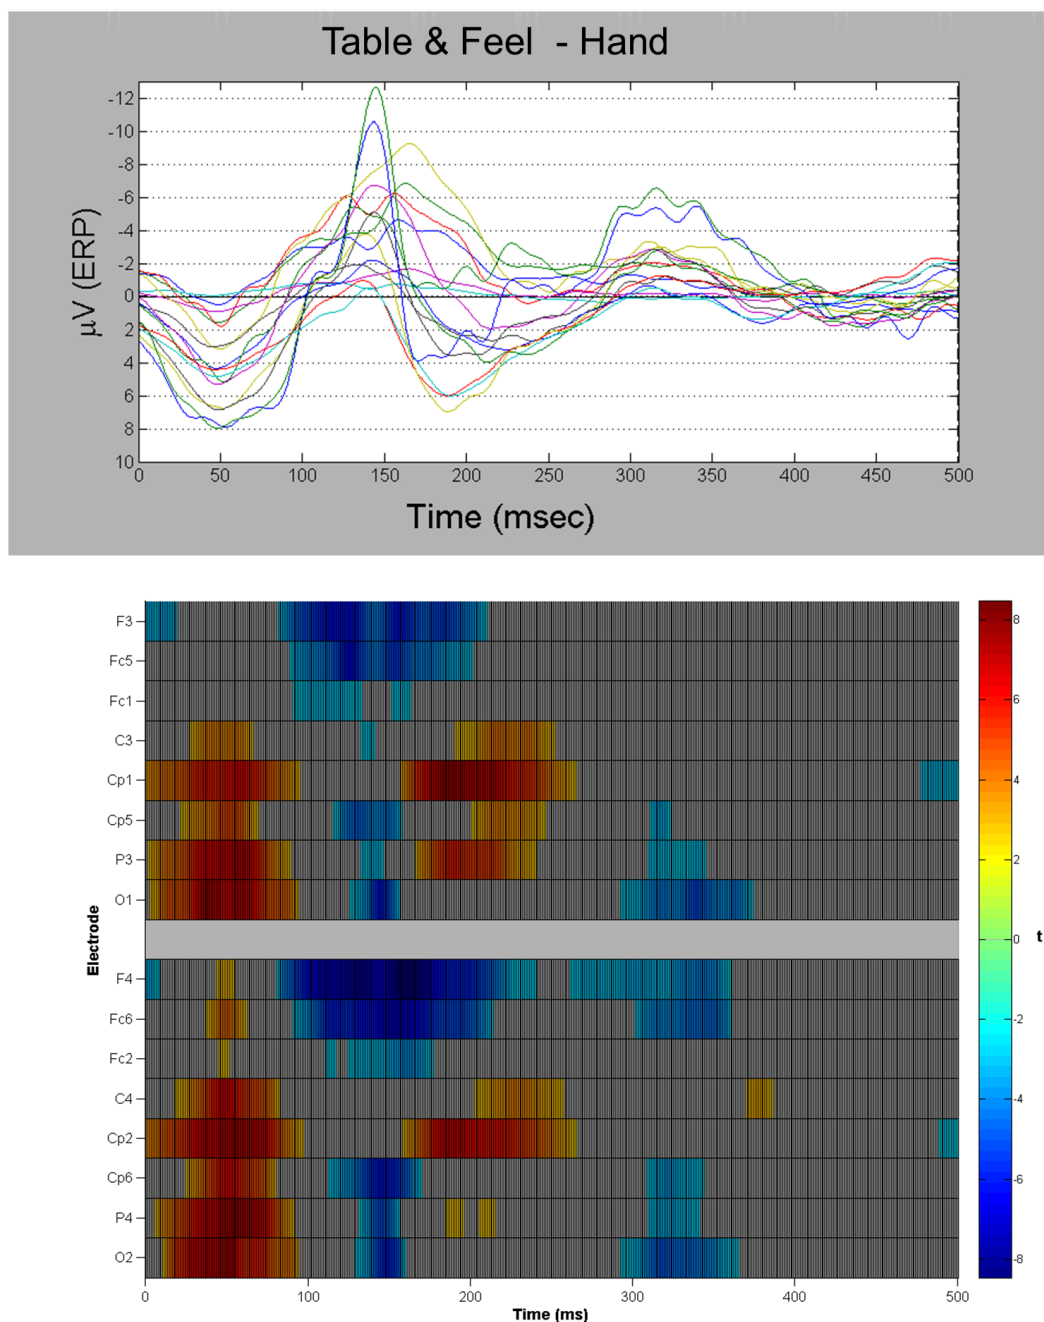 Table & Feel - Hand
μV (ERP)
-12
-10
-8
-6
-4
-2
0
2
4
6
8
10
0 50 100 150 200 250 300 350 400 450 500
Time (msec)
Electrode
F3
Fc5
Fc1
C3
Cp1
Cp5
P3
O1
F4
Fc6
Fc2
C4
Cp2
Cp6
P4
O2
0 100 200 300 400 500
Time (ms)
8
6
4
2
0
-2
-4
-6
-8
t